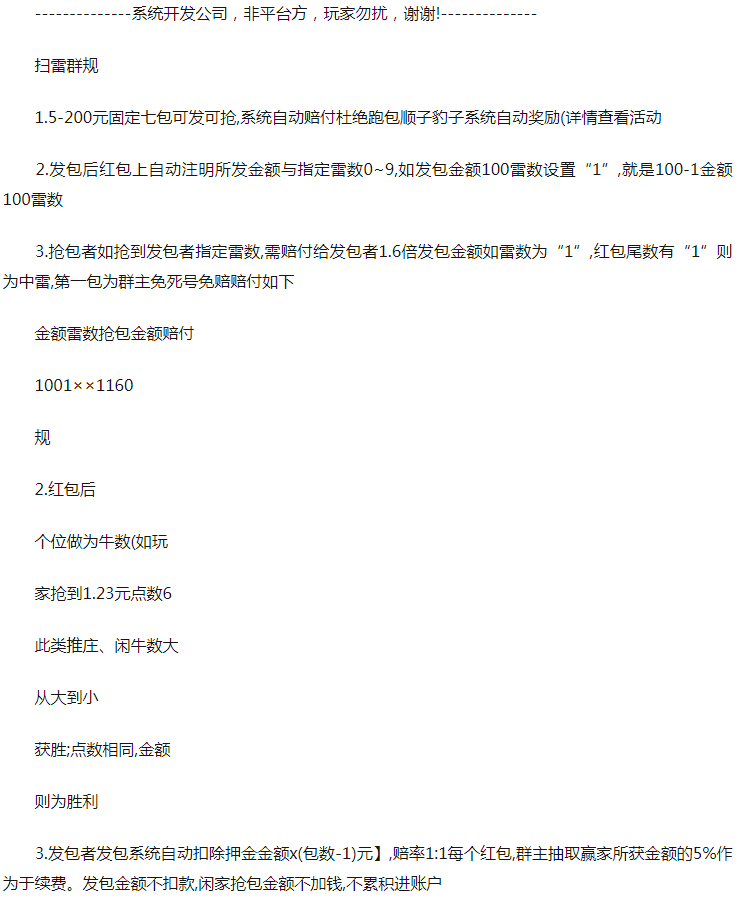 --------------系统开发公司，非平台方，玩家勿扰，谢谢!--------------
扫雷群规
1.5-200元固定七包可发可抢,系统自动赔付杜绝跑包顺子豹子系统自动奖励(详情查看活动
2.发包后红包上自动注明所发金额与指定雷数0~9,如发包金额100雷数设置“1”,就是100-1金额
100雷数
3.抢包者如抢到发包者指定雷数,需赔付给发包者1.6倍发包金额如雷数为“1”,红包尾数有“1”则
为中雷,第一包为群主免死号免赔赔付如下
金额雷数抢包金额赔付
1001××1160
规
2.红包后
个位做为牛数(如玩
家抢到1.23元点数6
此类推庄、闲牛数大
从大到小
获胜;点数相同,金额
则为胜利
3.发包者发包系统自动扣除押金金额x(包数-1)元】,赔率1:1每个红包,群主抽取赢家所获金额的5%作
为于续费。发包金额不扣款,闲家抢包金额不加钱,不累积进账户